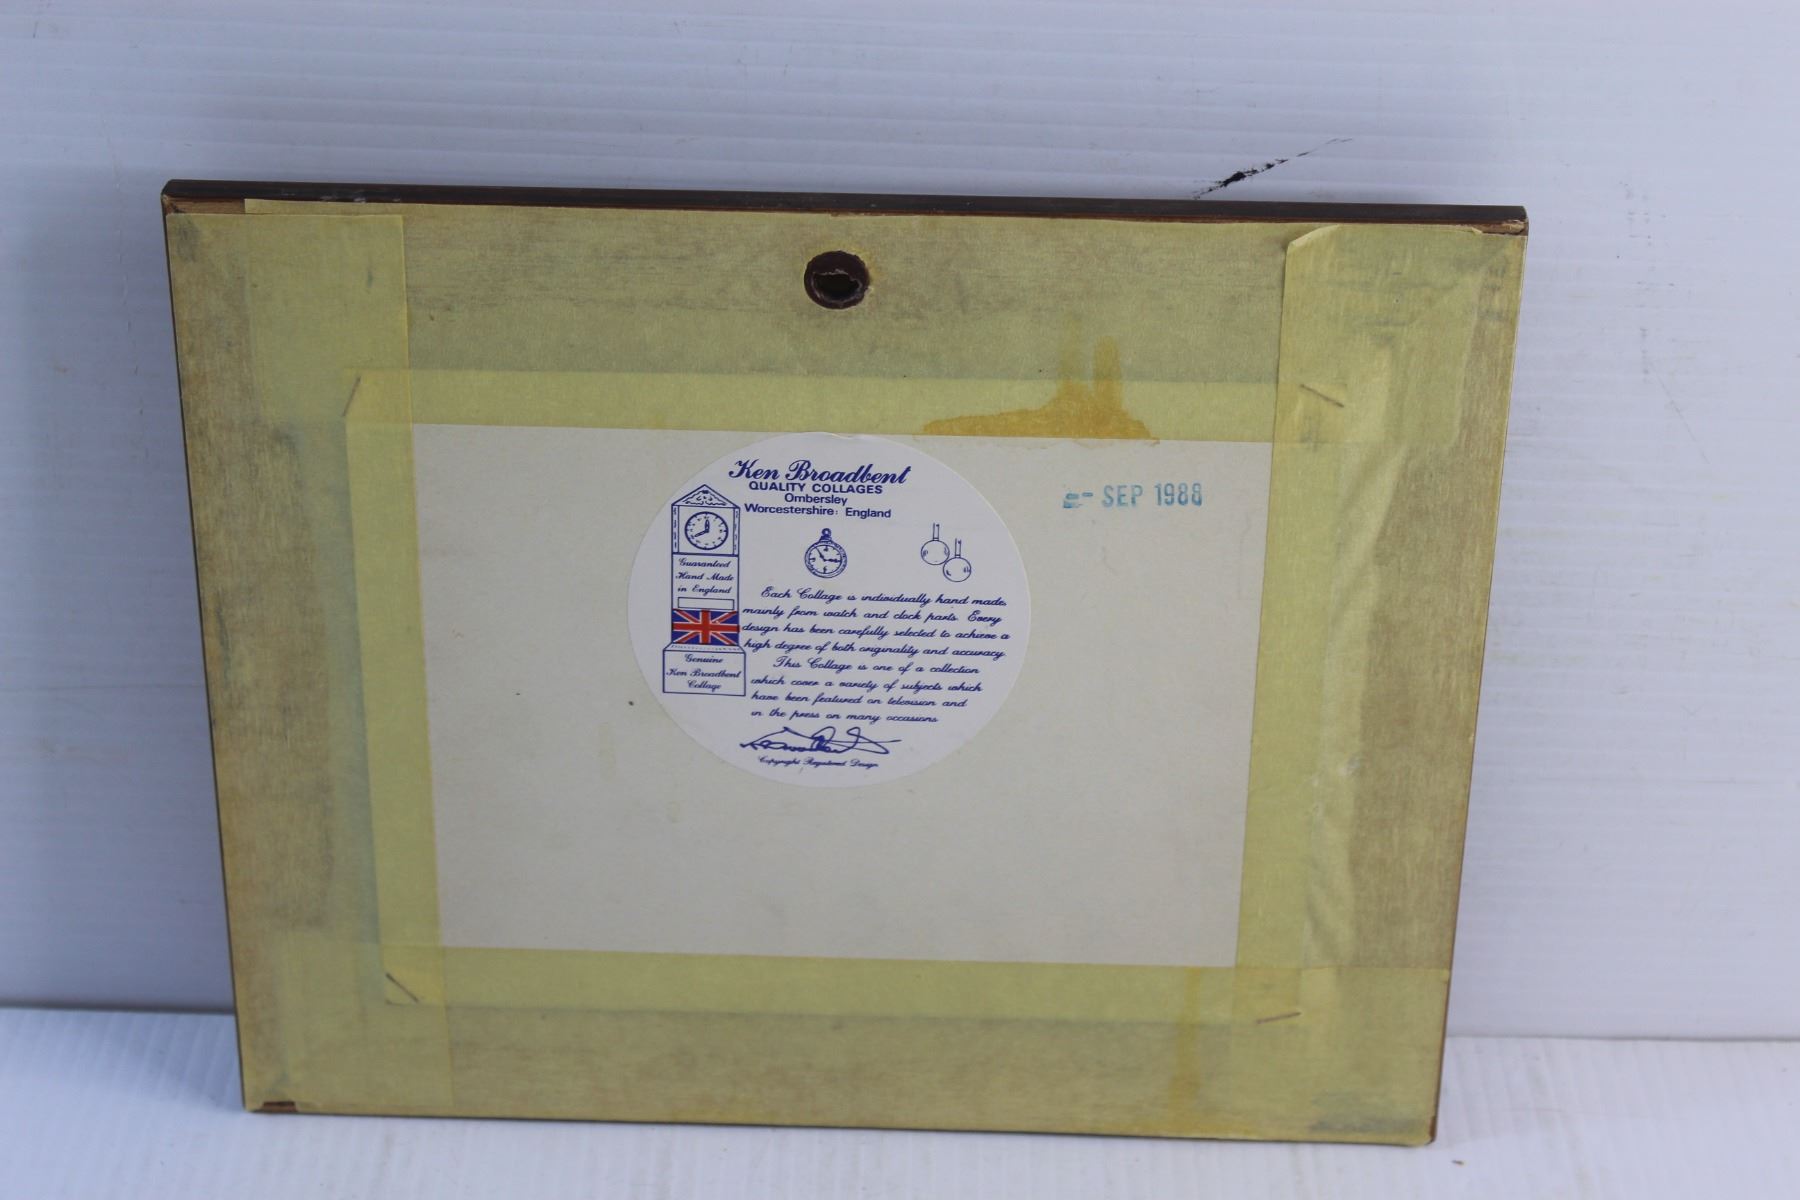 Ken Broadbent
QUALITY COLLAGES
Ombersley
Worcestershire: England
Guaranteed
Hand Made
in England
Genuine
Ken Broadbent
Collage
Each Collage is individually hand made,
mainly from watch and clock parts. Every
design has been carefully selected to achieve a
high degree of both originality and accuracy.
This Collage is one of a collection
which cover a variety of subjects which
have been featured on television and
in the press on many occasions
Copyright Registered Design
- SEP 1988